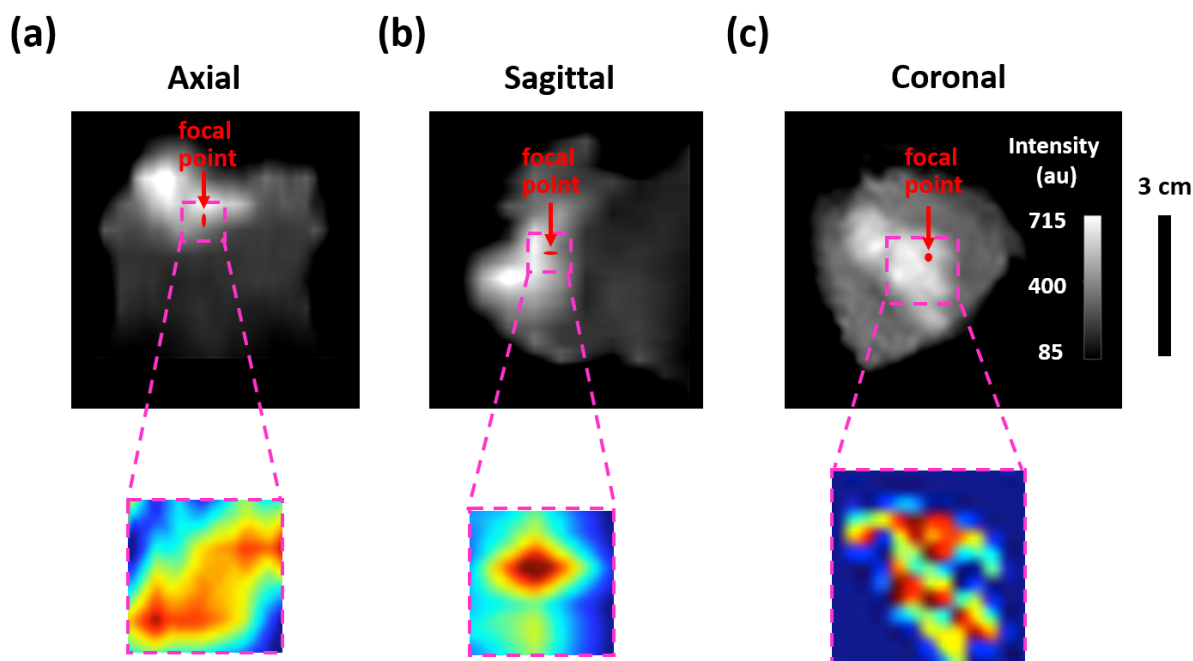 (a)
Axial
focal
point
(b)
Sagittal
focal
point
(c)
Coronal
focal
point
Intensity
(au)
715
400
85
3 cm